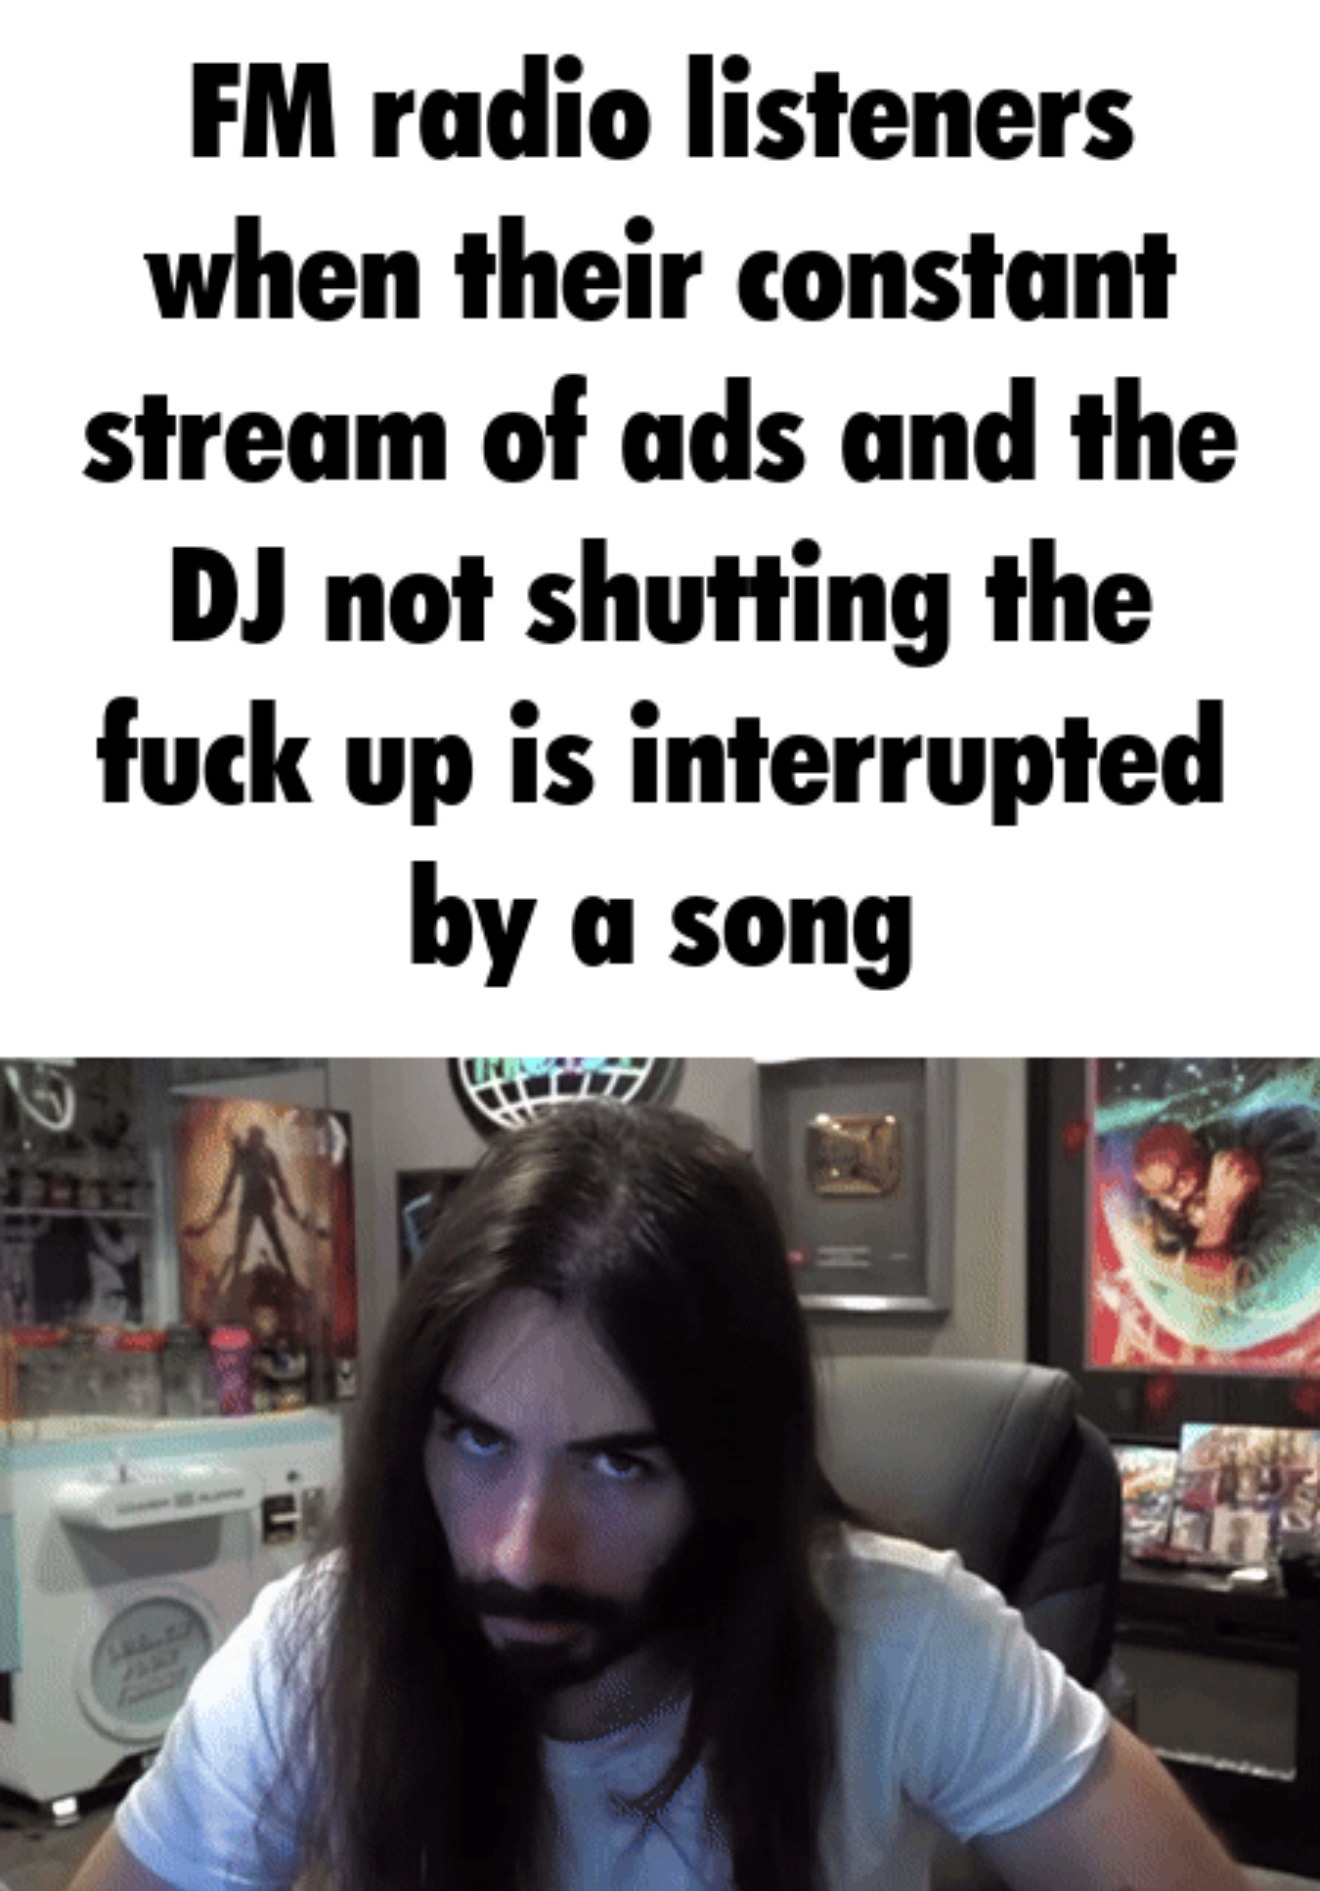 FM radio listeners
when their constant
stream of ads and the
DJ not shutting the
fuck up is interrupted
by a song